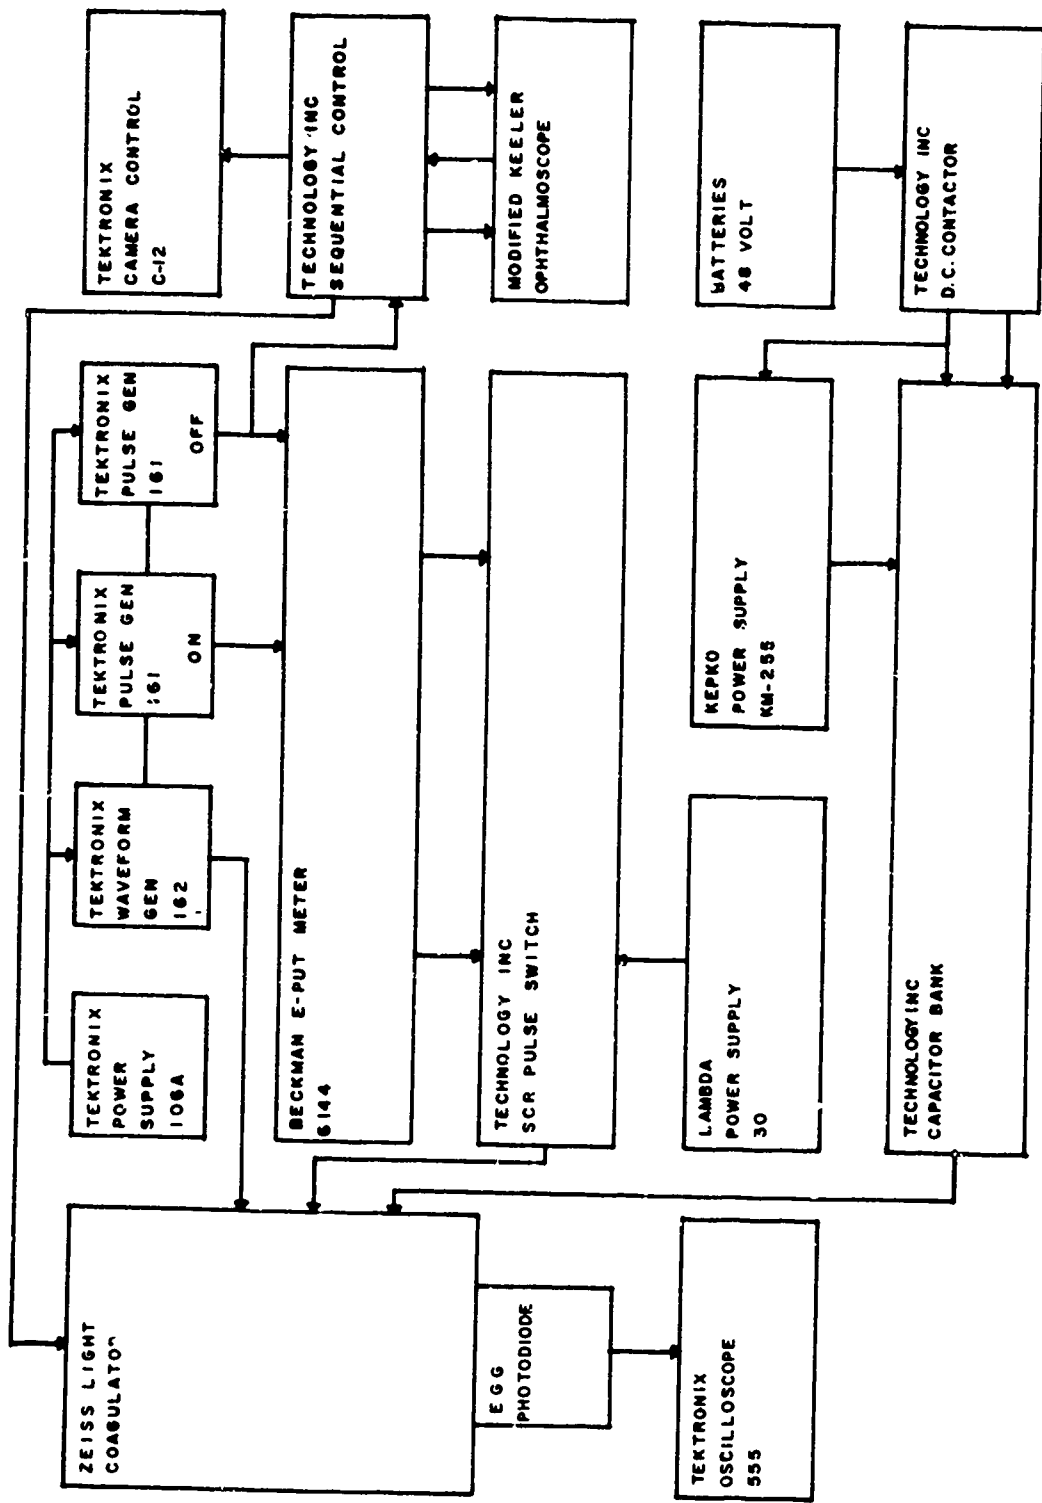 ZEISS LIGHT
COAGULATOR
TEKTRONIX
POWER
SUPPLY
106A
TEKTRONIX
WAVEFORM
GEN
162
TEKTRONIX
PULSE GEN
161
ON
TEKTRONIX
PULSE GEN
161
OFF
TEKTRONIX
CAMERA CONTROL
C-12
BECKMAN E-PUT METER
6144
TECHNOLOGY INC
SEQUENTIAL CONTROL
EGG
PHOTODIODE
TECHNOLOGY INC
SCR PULSE SWITCH
MODIFIED KEELER
OPHTHALMOSCOPE
TEKTRONIX
OSCILLOSCOPE
555
LAMBDA
POWER SUPPLY
30
KEPKO
POWER SUPPLY
KM-255
BATTERIES
48 VOLT
TECHNOLOGY INC
CAPACITOR BANK
TECHNOLOGY INC
D.C. CONTACTOR